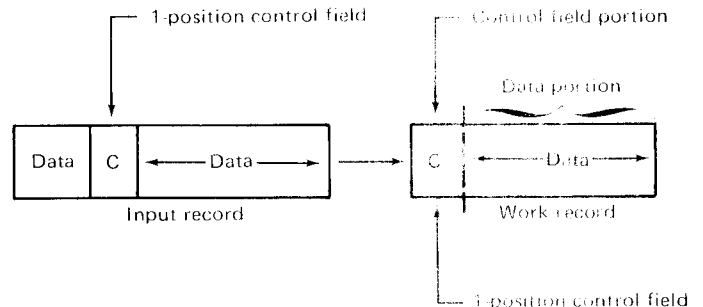 1-position control field
Control field portion
Data portion
Data C Data
C Data
Input record
Work record
1-position control field